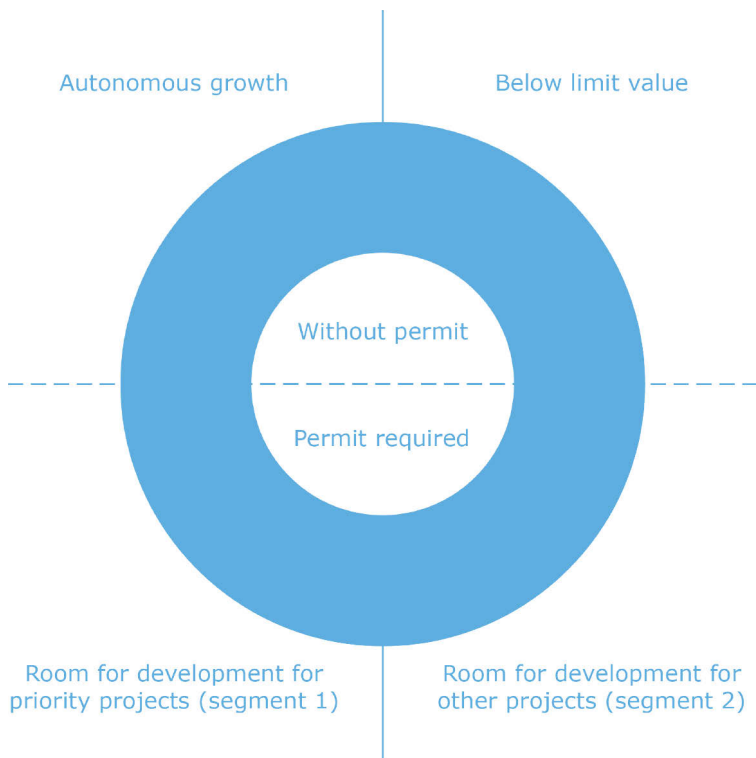 Autonomous growth
Below limit value
Without permit
Permit required
Room for development for
priority projects (segment 1)
Room for development for
other projects (segment 2)